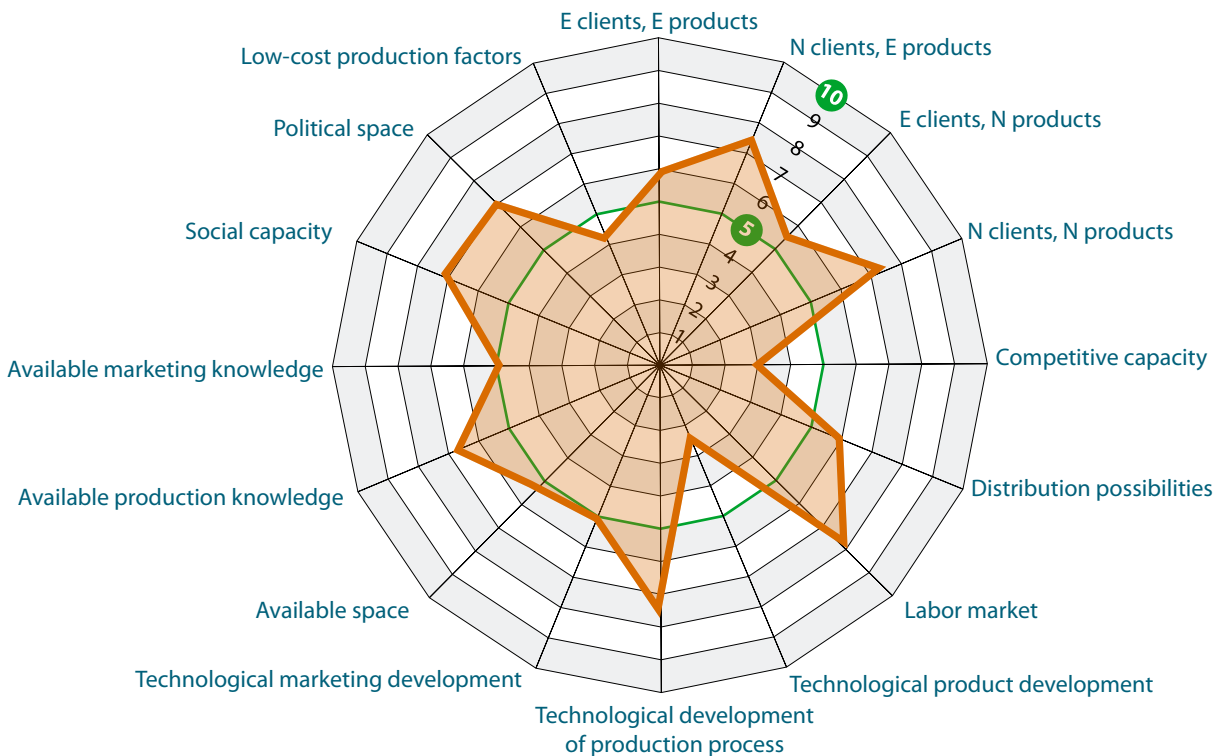 E clients, E products
N clients, E products
Low-cost production factors
10
9
E clients, N products
Political space
8
7
6
Social capacity
5
N clients, N products
4
3
2
1
Available marketing knowledge
Competitive capacity
Available production knowledge
Distribution possibilities
Available space
Labor market
Technological marketing development
Technological product development
Technological development
of production process